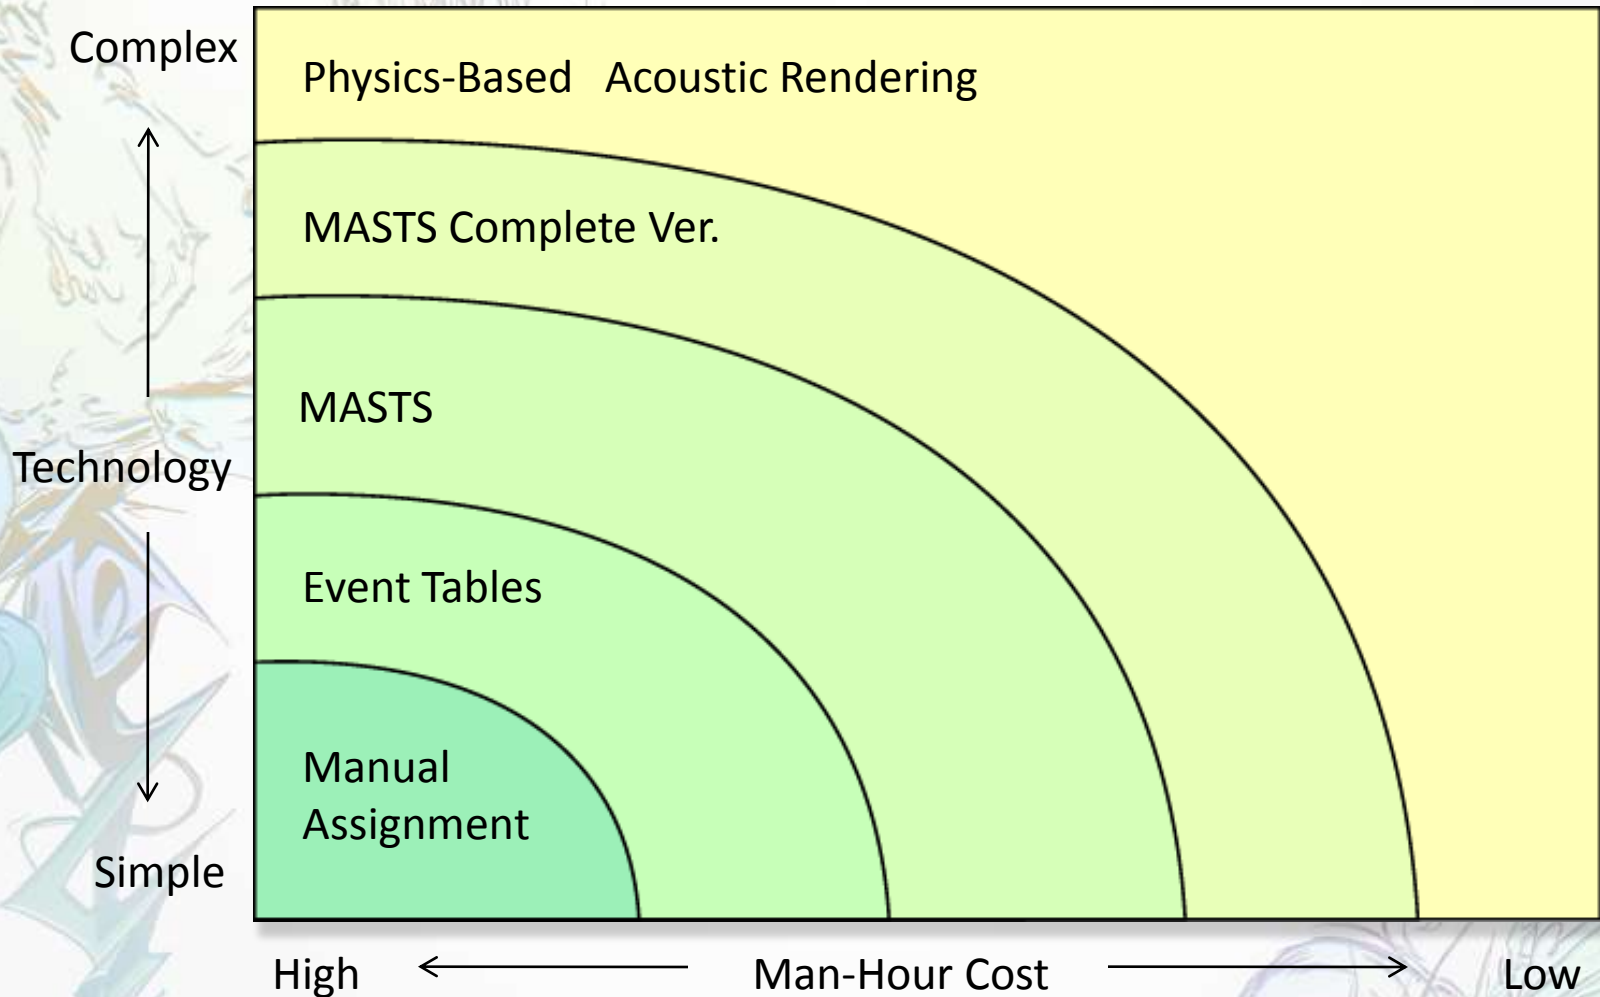 Complex
Physics-Based Acoustic Rendering
MASTS Complete Ver.
MASTS
Technology
Event Tables
Manual
Assignment
Simple
High
Man-Hour Cost
Low